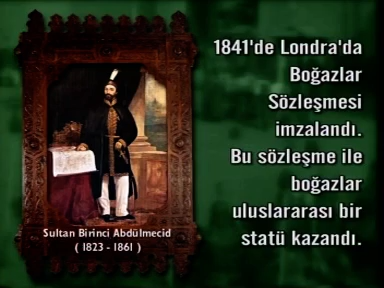 1841'de Londra'da
Boğazlar
Sözleşmesi
imzalandı.
Bu sözleşme ile
boğazlar
uluslararası bir
statü kazandı.
Sultan Birinci Abdülmecid
( 1823 - 1861 )